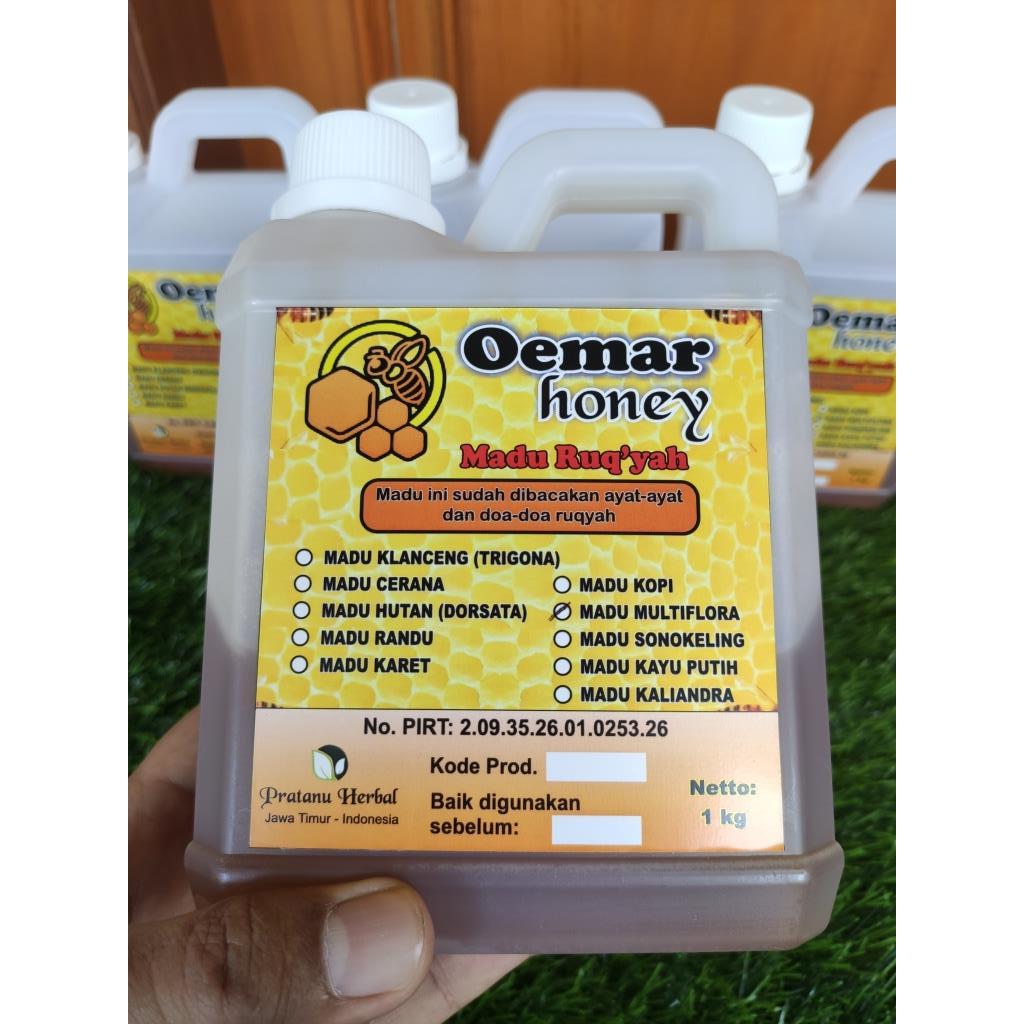 Oemar
honey
Madu Ruq'yah
Madu ini sudah dibacakan ayat-ayat
dan doa-doa ruqyah
MADU KLANCENG (TRIGONA)
MADU CERANA
MADU HUTAN (DORSATA)
MADU RANDU
MADU KARET
MADU KOPI
MADU MULTIFLORA
MADU SONOKELING
MADU KAYU PUTIH
MADU KALIANDRA
No. PIRT: 2.09.35.26.01.0253.26
Pratanu Herbal
Jawa Timur - Indonesia
Kode Prod.
Baik digunakan
sebelum:
Netto:
1 kg
Oema
honey